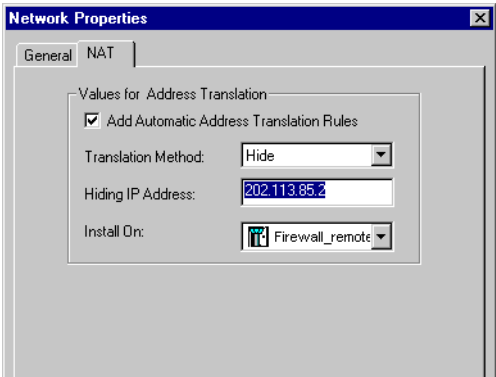 Network Properties
General NAT
Values for Address Translation
Add Automatic Address Translation Rules
Translation Method: Hide
Hiding IP Address: 202.113.85.2
Install On: Firewall_remote